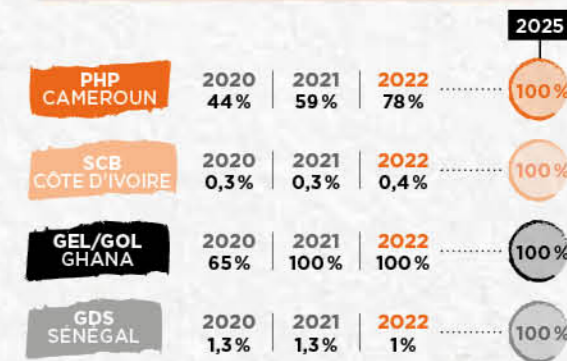 2025
PHP
CAMEROUN
2020 2021 2022
44 % 59 % 78 %
100 %
SCB
CÔTE D'IVOIRE
2020 2021 2022
0,3 % 0,3 % 0,4 %
100 %
GEL/GOL
GHANA
2020 2021 2022
65 % 100 % 100 %
100 %
GDS
SÉNÉGAL
2020 2021 2022
1,3 % 1,3 % 1%
100 %